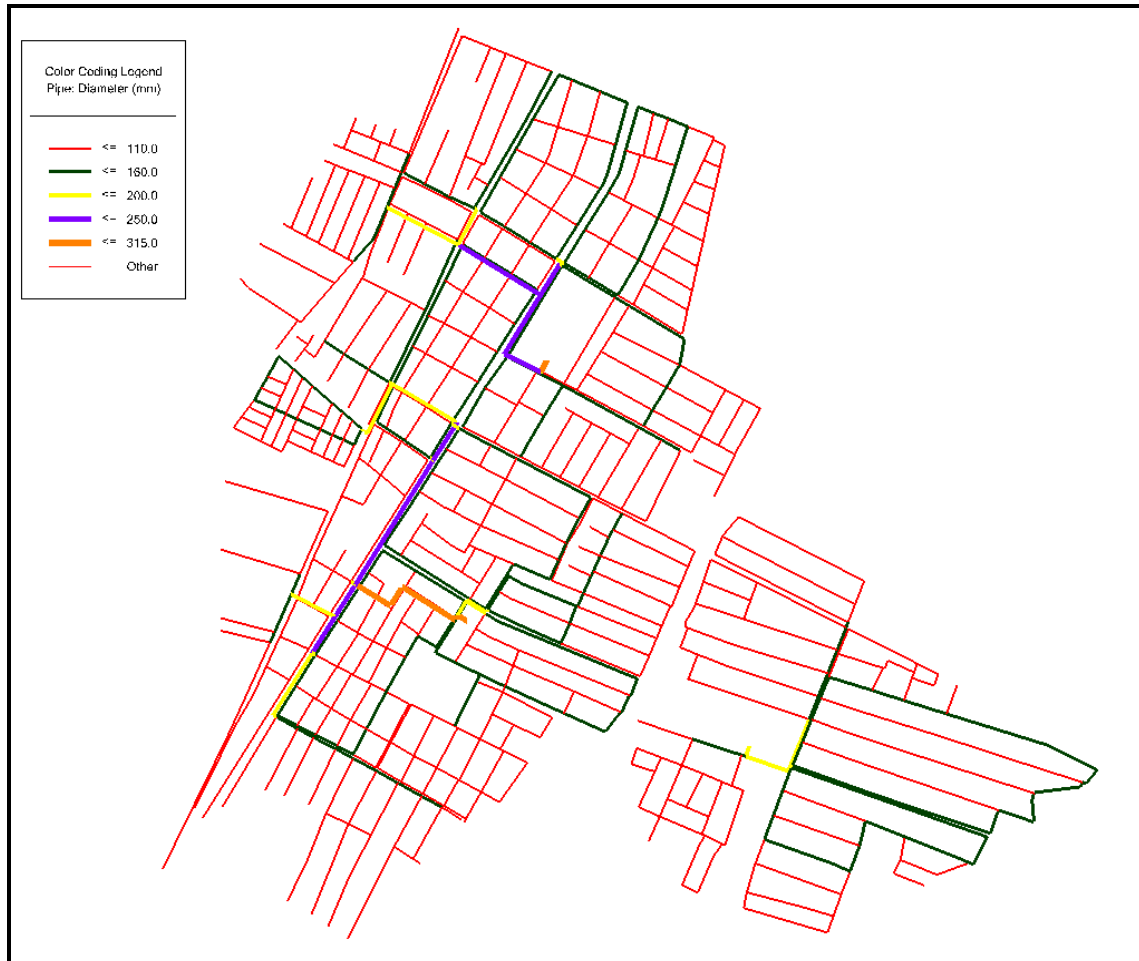 Color Coding Legend
Pipe: Diameter (mm)
<= 110.0
<= 160.0
<= 200.0
<= 250.0
<= 315.0
Other